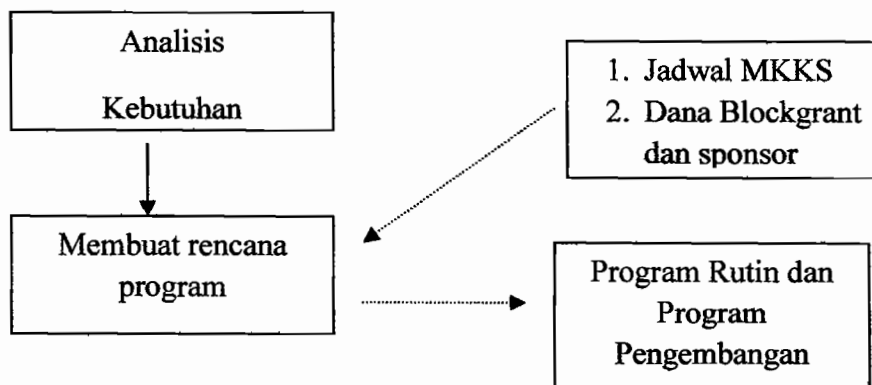 Analisis
Kebutuhan
1. Jadwal MKKS
2. Dana Blockgrant
dan sponsor
Membuat rencana
program
Program Rutin dan
Program
Pengembangan